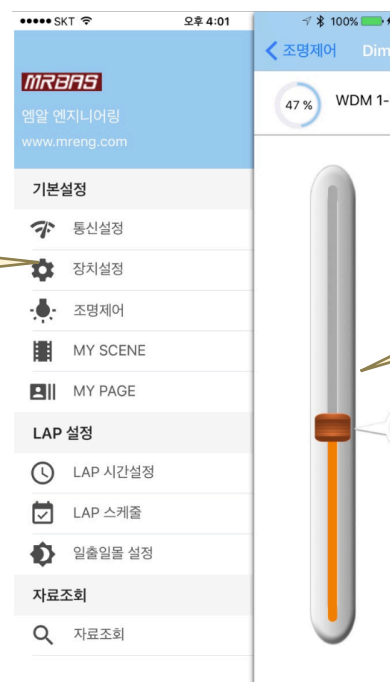 SKT 오후 4:01
100%
조명제어 Dim
MRBAS
엠알 엔지니어링
www.mreng.com
47 % WDM 1-
기본설정
통신설정
장치설정
조명제어
MY SCENE
MY PAGE
LAP 설정
LAP 시간설정
LAP 스케줄
일출일몰 설정
자료조회
자료조회